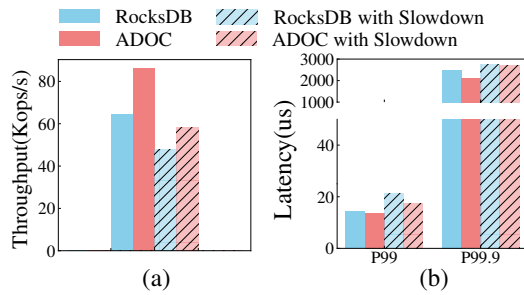 RocksDB
RocksDB with Slowdown
ADOC
ADOC with Slowdown
Throughput(Kops/s)
80
60
40
20
0
(a)
Latency(us)
3000
2000
1000
40
20
0
P99
P99.9
(b)